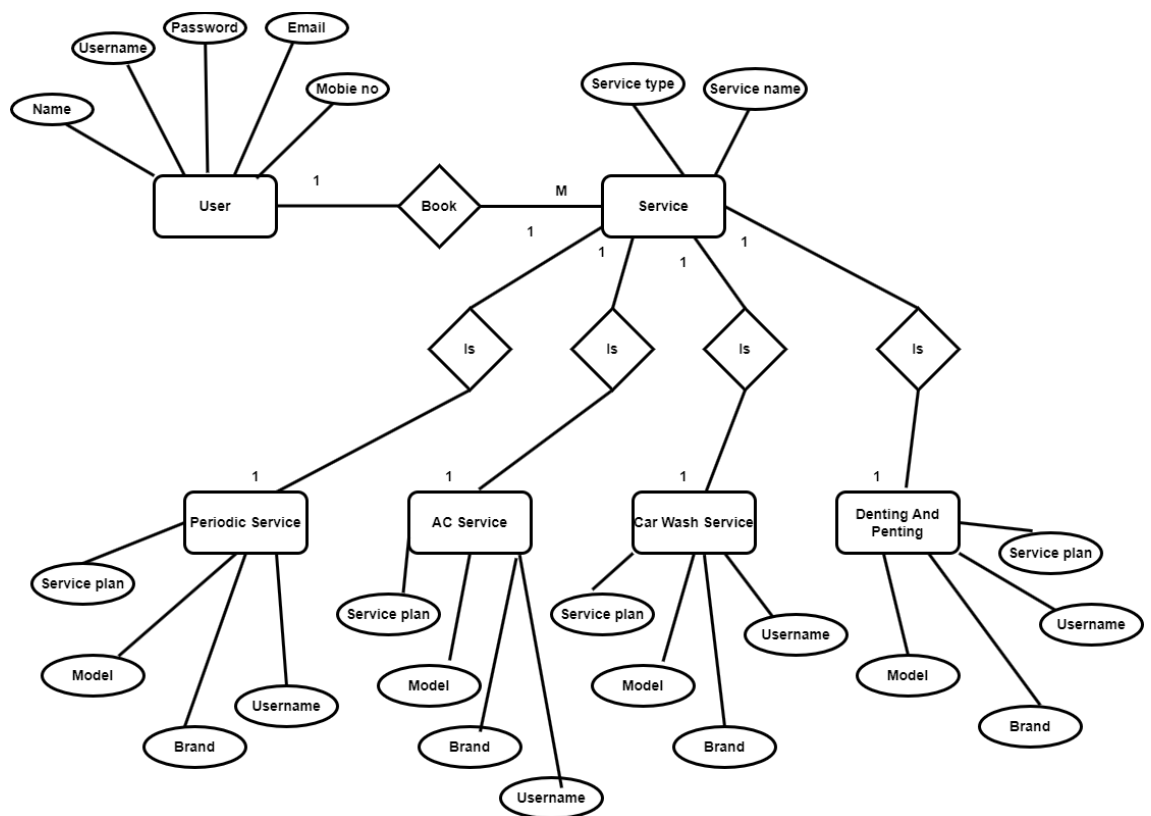 Password
Email
Username
Mobie no
Name
Service type
Service name
User
1
Book
M
Service
1
1
1
1
Is
Is
Is
Is
1
1
1
1
Periodic Service
AC Service
Car Wash Service
Denting And
Penting
Service plan
Service plan
Service plan
Service plan
Username
Username
Model
Model
Model
Model
Username
Brand
Brand
Brand
Brand
Username